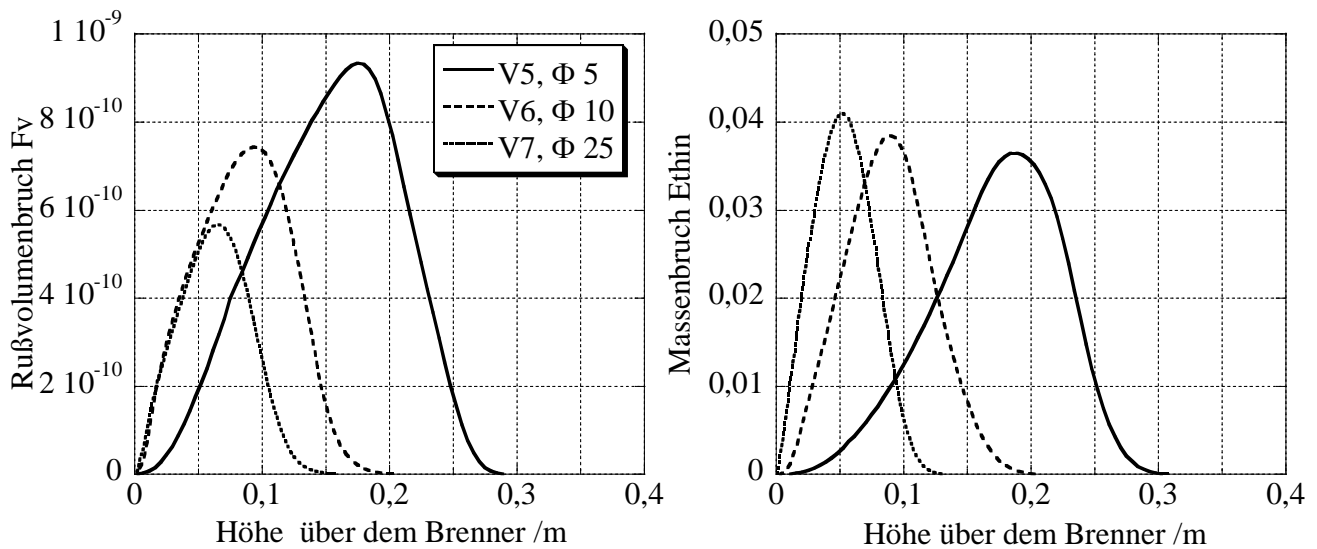 1 10^-9
8 10^-10
6 10^-10
4 10^-10
2 10^-10
0
Rußvolumenbruch Fv
V5, Φ 5
V6, Φ 10
V7, Φ 25
0 0,1 0,2 0,3 0,4
Höhe über dem Brenner /m
0,05
0,04
0,03
0,02
0,01
0
Massenbruch Ethin
0 0,1 0,2 0,3 0,4
Höhe über dem Brenner /m